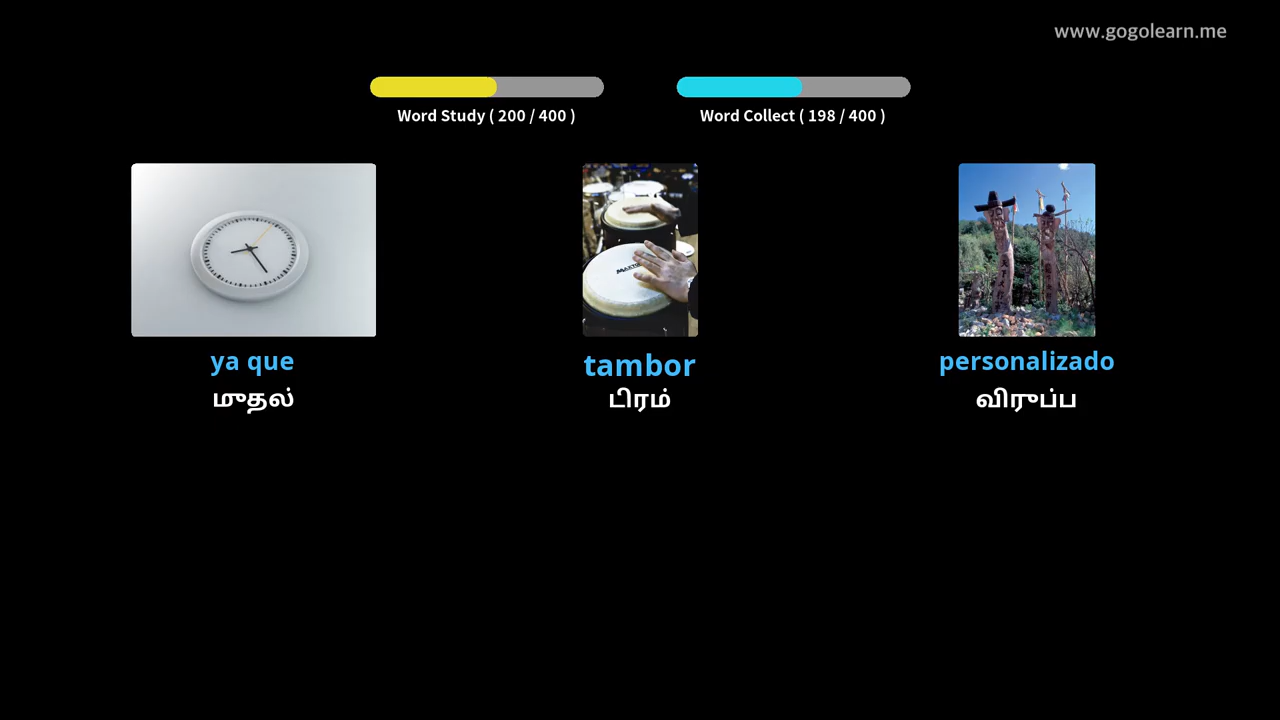 www.gogolearn.me
Word Study ( 200 / 400 )
Word Collect ( 198 / 400 )
ya que
முதல்
tambor
டிரம்
personalizado
விருப்ப